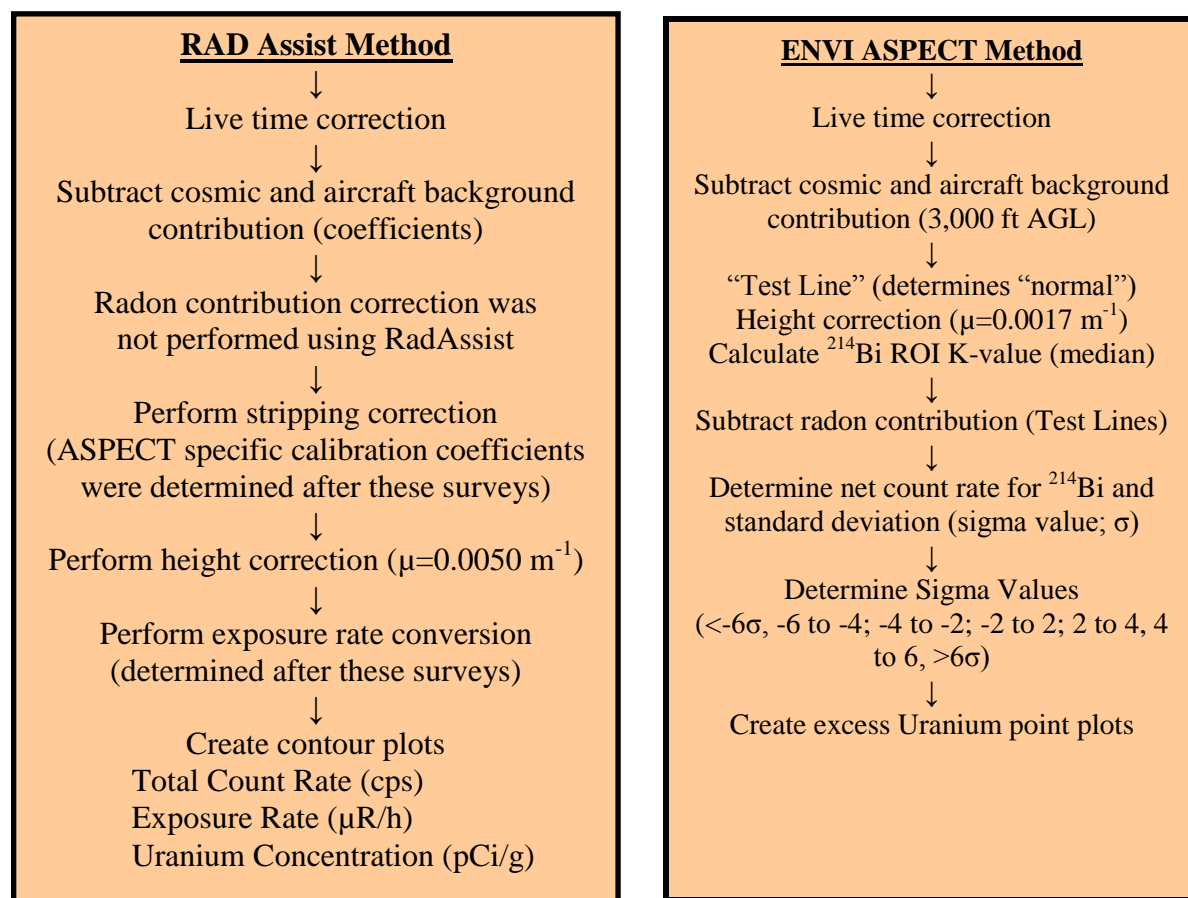 RAD Assist Method
↓
Live time correction
↓
Subtract cosmic and aircraft background
contribution (coefficients)
↓
Radon contribution correction was
not performed using RadAssist
↓
Perform stripping correction
(ASPECT specific calibration coefficients
were determined after these surveys)
↓
Perform height correction (µ=0.0050 m⁻¹)
↓
Perform exposure rate conversion
(determined after these surveys)
↓
Create contour plots
Total Count Rate (cps)
Exposure Rate (µR/h)
Uranium Concentration (pCi/g)
ENVI ASPECT Method
↓
Live time correction
↓
Subtract cosmic and aircraft background
contribution (3,000 ft AGL)
↓
“Test Line” (determines “normal”)
Height correction (µ=0.0017 m⁻¹)
Calculate ²¹⁴Bi ROI K-value (median)
↓
Subtract radon contribution (Test Lines)
↓
Determine net count rate for ²¹⁴Bi and
standard deviation (sigma value; σ)
↓
Determine Sigma Values
(<-6σ, -6 to -4; -4 to -2; -2 to 2; 2 to 4, 4
to 6, >6σ)
↓
Create excess Uranium point plots